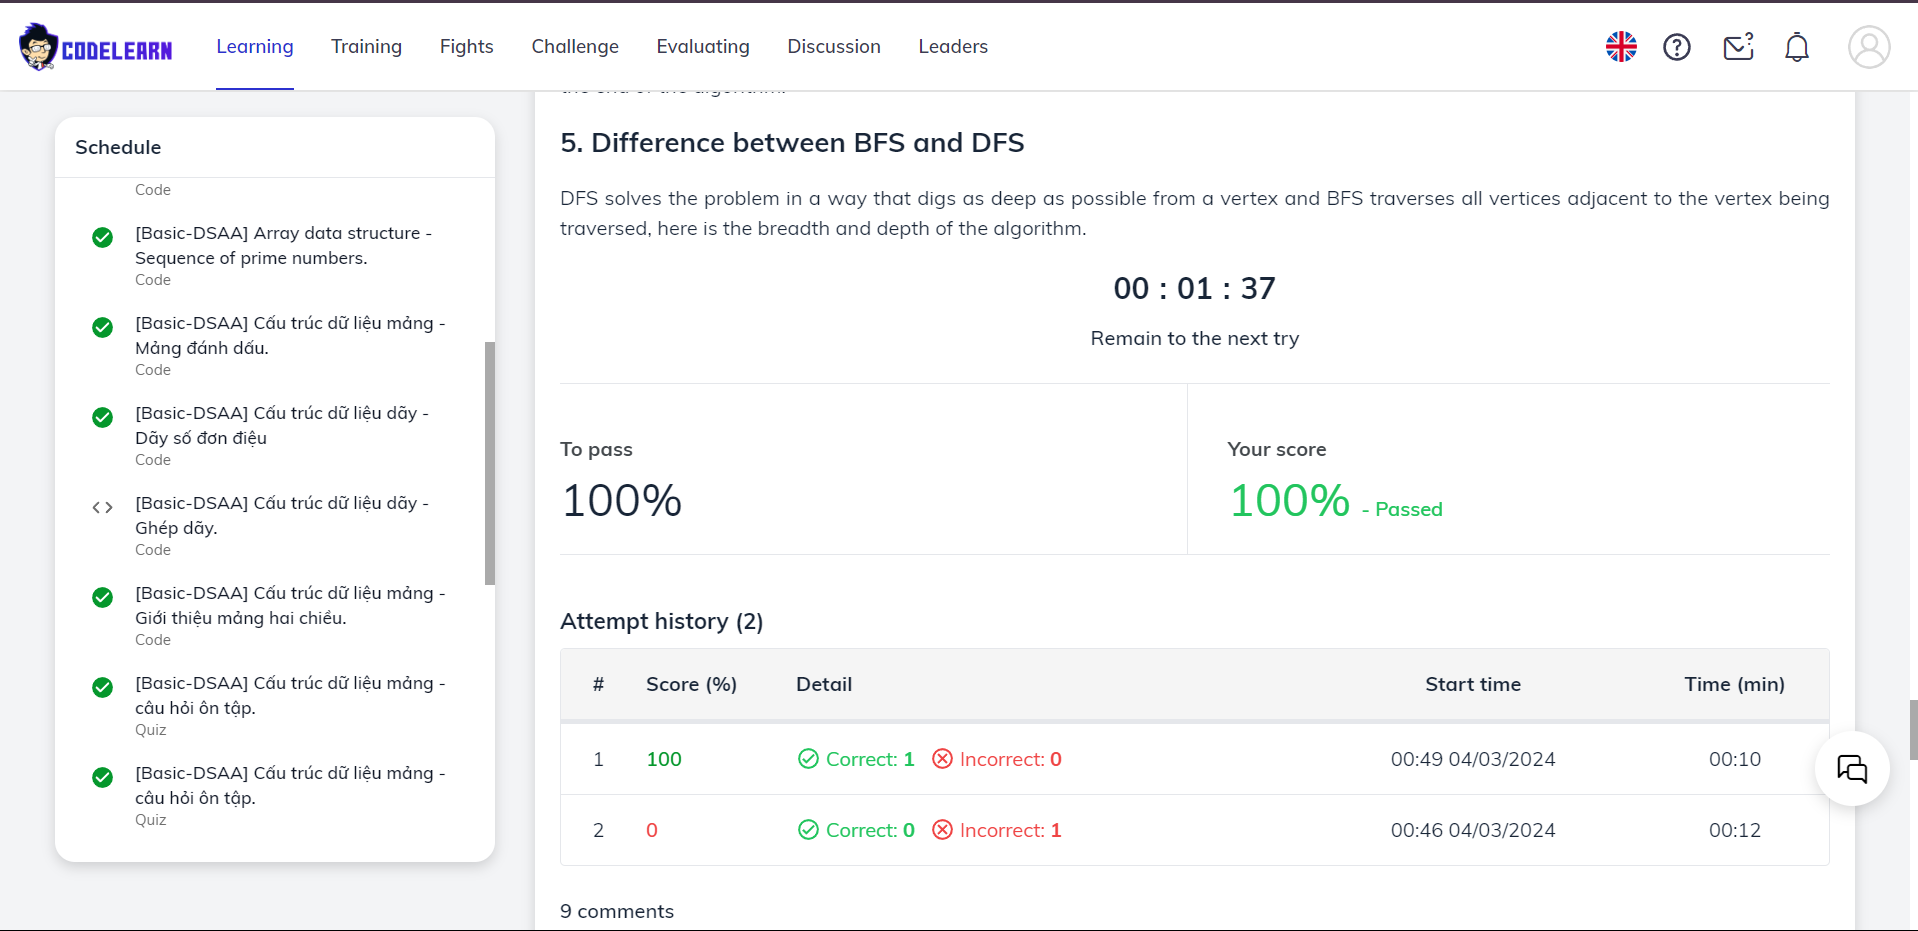 CODELEARN
Learning
Training
Fights
Challenge
Evaluating
Discussion
Leaders
Schedule
Code
[Basic-DSAA] Array data structure -
Sequence of prime numbers.
Code
[Basic-DSAA] Cấu trúc dữ liệu mảng -
Mảng đánh dấu.
Code
[Basic-DSAA] Cấu trúc dữ liệu dãy -
Dãy số đơn điệu
Code
[Basic-DSAA] Cấu trúc dữ liệu dãy -
Ghép dãy.
Code
[Basic-DSAA] Cấu trúc dữ liệu mảng -
Giới thiệu mảng hai chiều.
Code
[Basic-DSAA] Cấu trúc dữ liệu mảng -
câu hỏi ôn tập.
Quiz
[Basic-DSAA] Cấu trúc dữ liệu mảng -
câu hỏi ôn tập.
Quiz
the end of the algorithm.
5. Difference between BFS and DFS
DFS solves the problem in a way that digs as deep as possible from a vertex and BFS traverses all vertices adjacent to the vertex being
traversed, here is the breadth and depth of the algorithm.
00 : 01 : 37
Remain to the next try
To pass
100%
Your score
100% - Passed
Attempt history (2)
# Score (%) Detail Start time Time (min)
1 100 Correct: 1 Incorrect: 0 00:49 04/03/2024 00:10
2 0 Correct: 0 Incorrect: 1 00:46 04/03/2024 00:12
9 comments